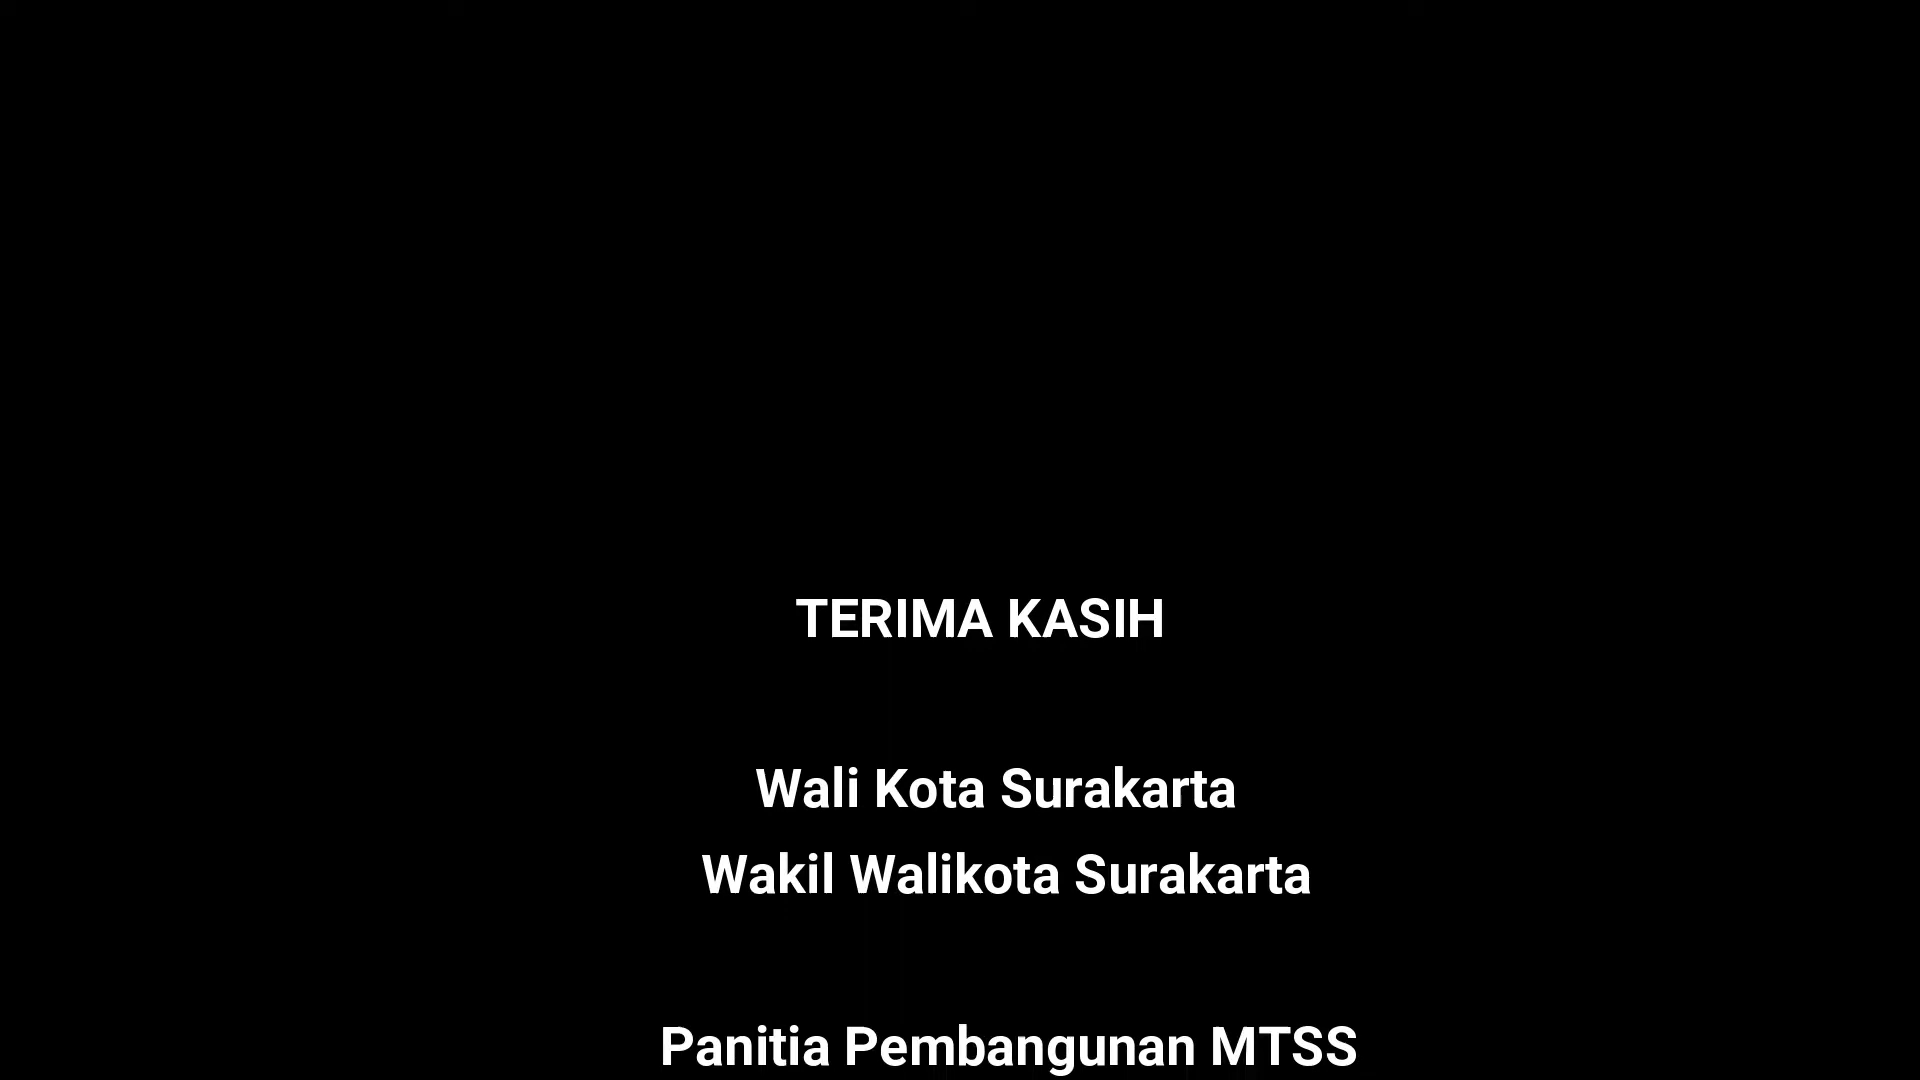 TERIMA KASIH
Wali Kota Surakarta
Wakil Walikota Surakarta
Panitia Pembangunan MTSS